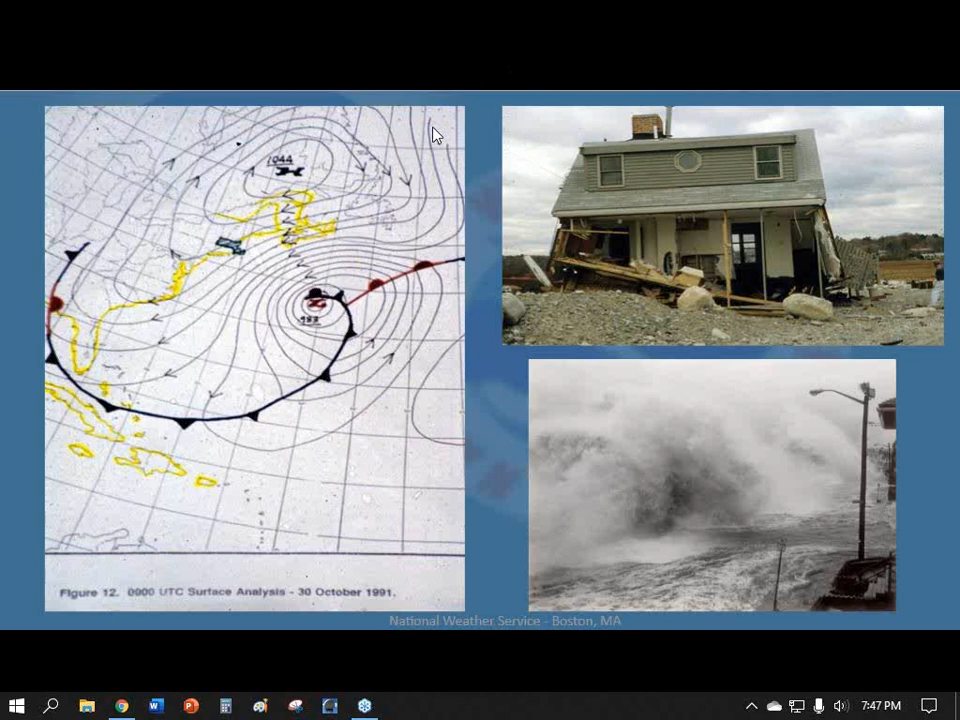 1044
Figure 12. 0900 UTC Surface Analysis - 30 October 1991.
National Weather Service - Boston, MA
7:47 PM